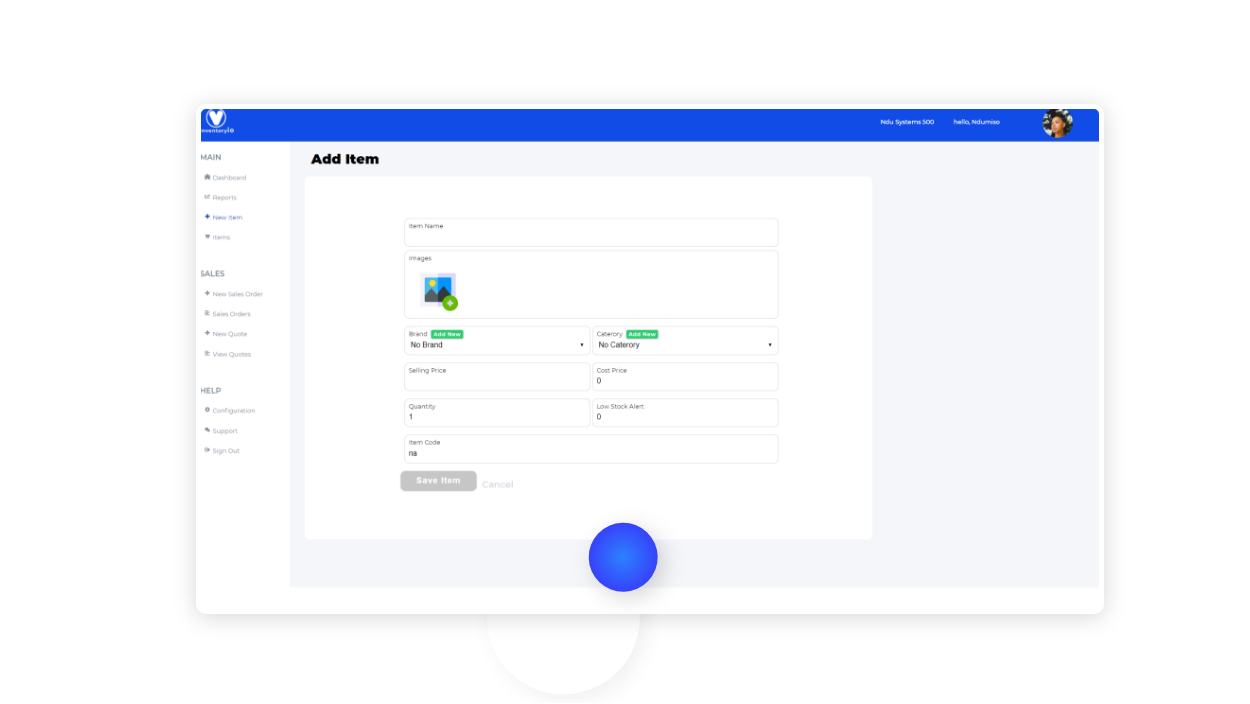 nventoryio
Ndu Systems 500 hello, Ndumiso
MAIN
Dashboard
Reports
New Item
Items
SALES
New Sales Order
Sales Orders
New Quote
View Quotes
HELP
Configuration
Support
Sign Out
Add Item
Item Name
Images
Brand Add New
No Brand
Caterory Add New
No Caterory
Selling Price
Cost Price
0
Quantity
1
Low Stock Alert
0
Item Code
na
Save Item Cancel